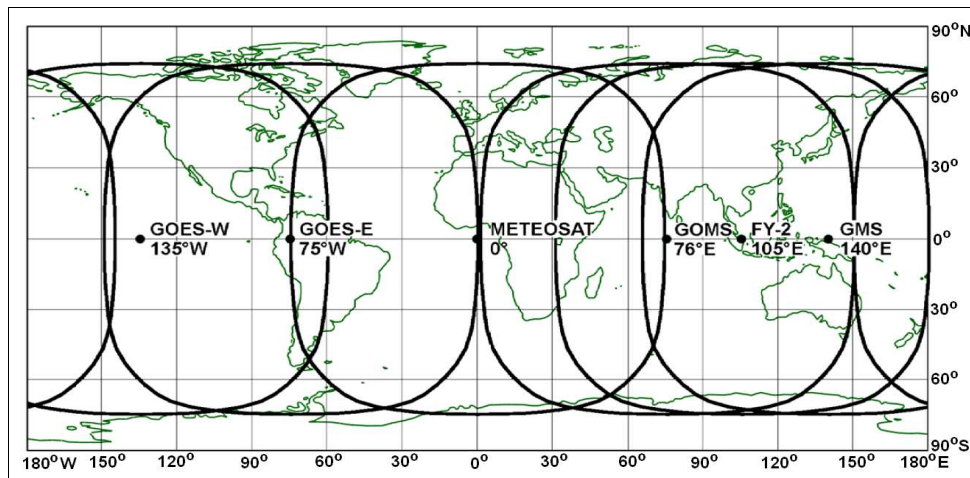 90°N
60°
30°
GOES-W
135°W
GOES-E
75°W
METEOSAT
0°
GOMS
76°E
FY-2
105°E
GMS
140°E
0°
30°
60°
90°S
180°W 150° 120° 90° 60° 30° 0° 30° 60° 90° 120° 150° 180°E